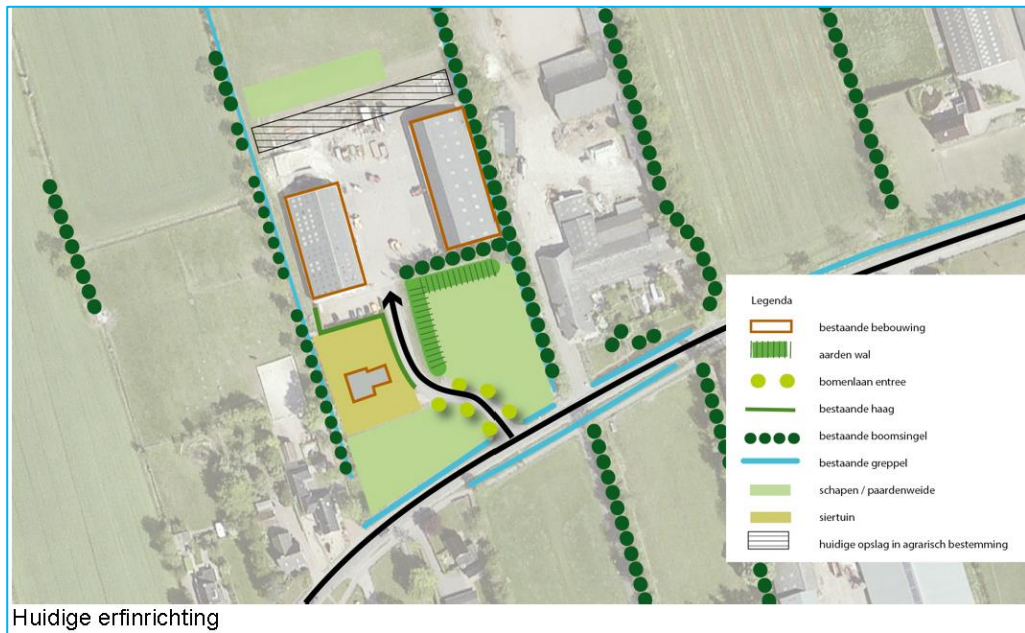 Legenda
bestaande bebouwing
aarden wal
bomenlaan entree
bestaande haag
bestaande boomsingel
bestaande greppel
schapen / paardenweide
siertuin
huidige opslag in agrarisch bestemming
Huidige erfinrichting